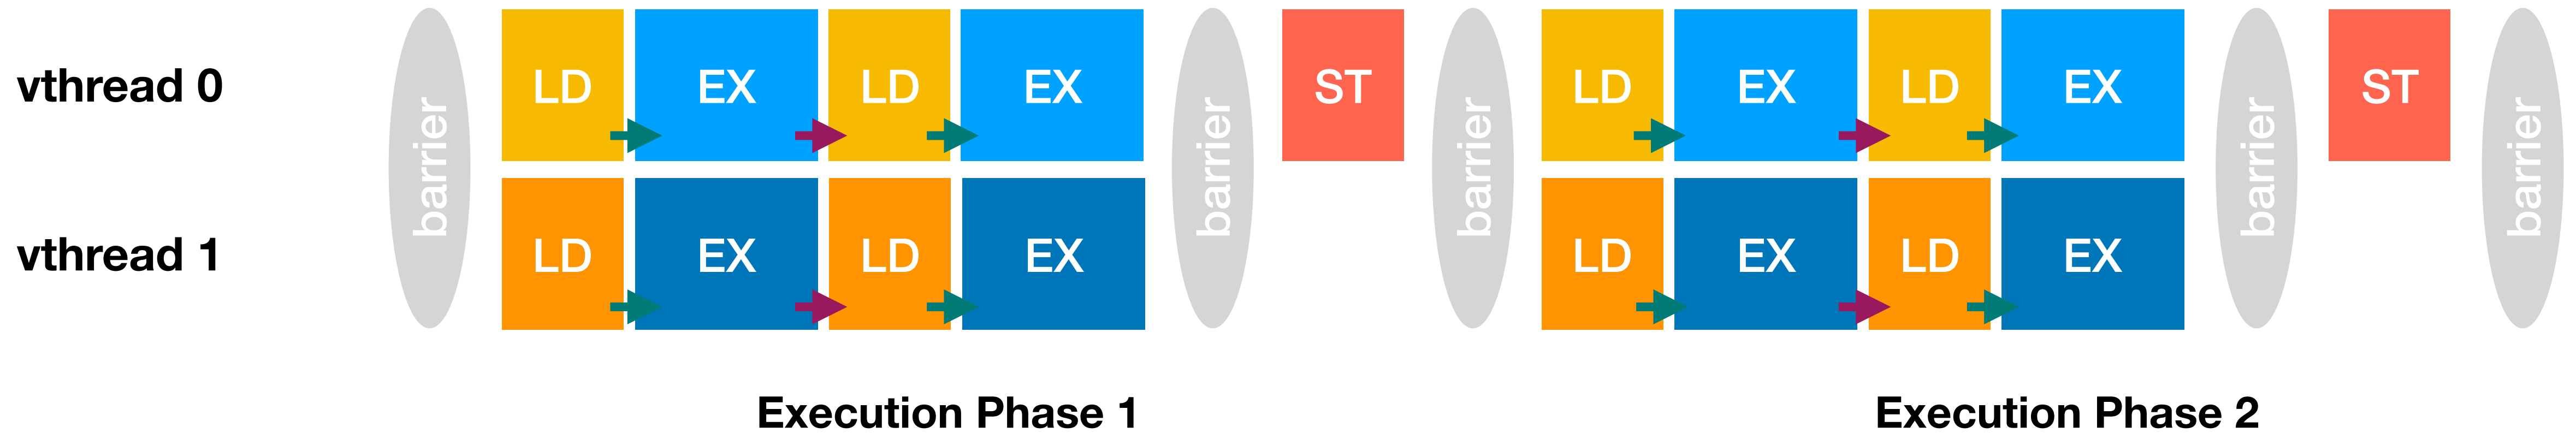 vthread 0
barrier
LD
EX
LD
EX
barrier
ST
barrier
LD
EX
LD
EX
barrier
ST
barrier
vthread 1
LD
EX
LD
EX
LD
EX
LD
EX
Execution Phase 1
Execution Phase 2